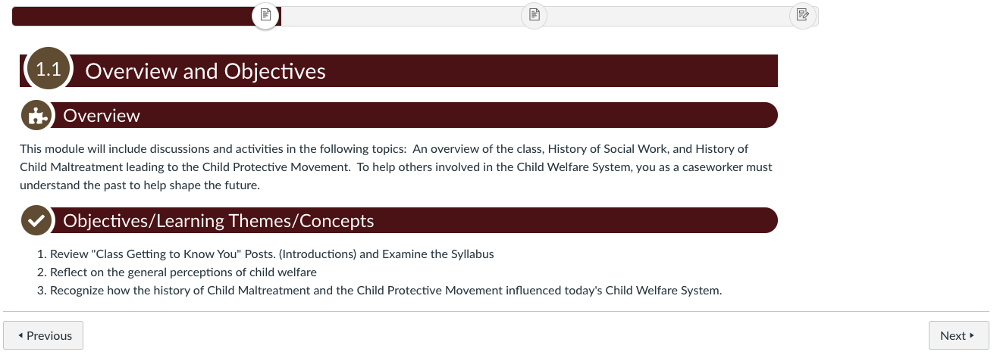 1.1
Overview and Objectives
Overview
This module will include discussions and activities in the following topics:  An overview of the class, History of Social Work, and History of
Child Maltreatment leading to the Child Protective Movement.  To help others involved in the Child Welfare System, you as a caseworker must
understand the past to help shape the future.
Objectives/Learning Themes/Concepts
1. Review "Class Getting to Know You" Posts. (Introductions) and Examine the Syllabus
2. Reflect on the general perceptions of child welfare
3. Recognize how the history of Child Maltreatment and the Child Protective Movement influenced today's Child Welfare System.
Previous
Next